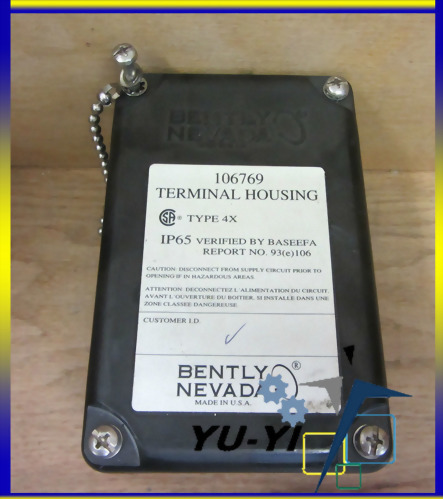 BENTLY
NEVADA
106769
TERMINAL HOUSING
SA ® TYPE 4X
IP65 VERIFIED BY BASEEFA
REPORT NO. 93(e)106
CAUTION: DISCONNECT FROM SUPPLY CIRCUIT PRIOR TO
OPENING IF IN HAZARDOUS AREAS
ATTENTION: DECONNECTEZ L'ALIMENTATION DU CIRCUIT
AVANT L'OUVERTURE DU BOITIER, SI INSTALLE DANS UNE
ZONE CLASSEE DANGEREUSE
CUSTOMER I.D.
BENTLY ®
NEVADA
MADE IN U.S.A.
YU-YI